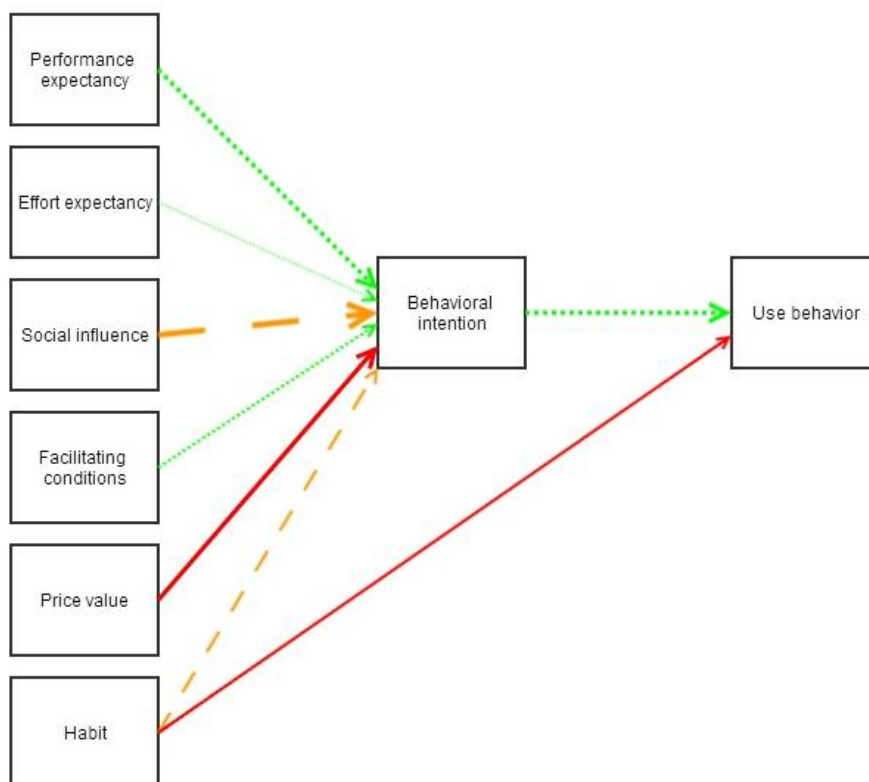 Performance
expectancy
Effort expectancy
Social influence
Facilitating
conditions
Price value
Habit
Behavioral
intention
Use behavior